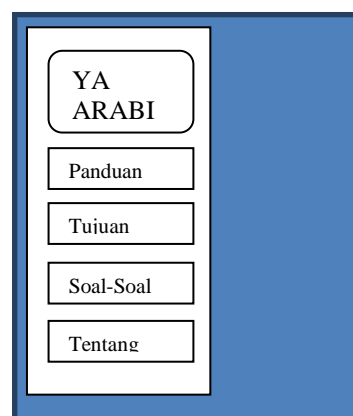 YA
ARABI
Panduan
Tujuan
Soal-Soal
Tentang